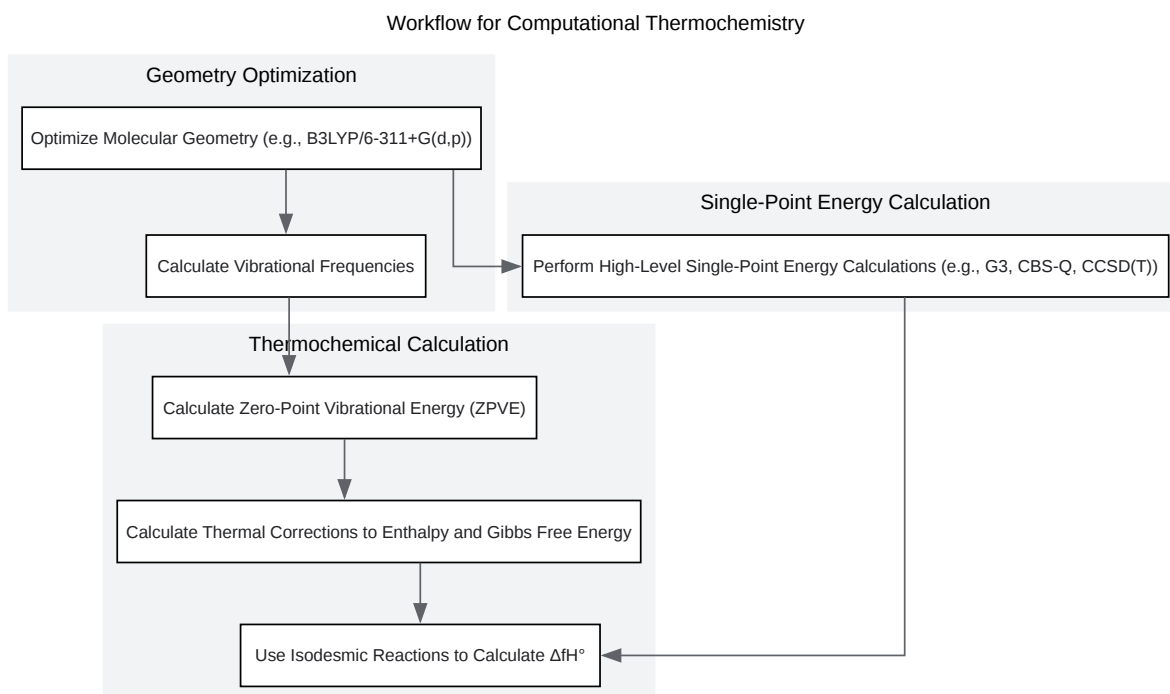 Workflow for Computational Thermochemistry
Geometry Optimization
Optimize Molecular Geometry (e.g., B3LYP/6-311+G(d,p))
Calculate Vibrational Frequencies
Single-Point Energy Calculation
Perform High-Level Single-Point Energy Calculations (e.g., G3, CBS-Q, CCSD(T))
Thermochemical Calculation
Calculate Zero-Point Vibrational Energy (ZPVE)
Calculate Thermal Corrections to Enthalpy and Gibbs Free Energy
Use Isodesmic Reactions to Calculate ΔfH°